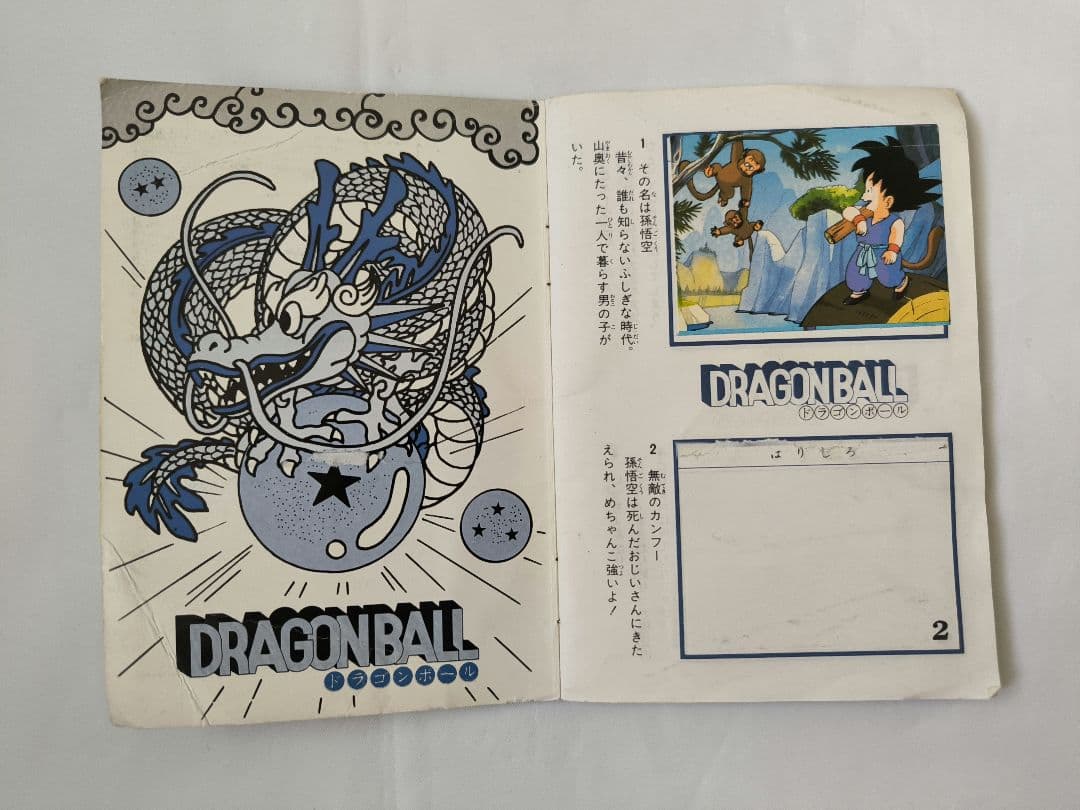 DRAGONBALL
ドラゴンボール
1 その名は孫悟空
昔々、誰も知らないふしぎな時代。
山奥にたった一人で暮らす男の子が
いた。
DRAGONBALL
ドラゴンボール
2 無敵のカンフー
孫悟空は死んだおじいさんにきた
えられ、めちゃんこ強いよ!
はりしろ
2